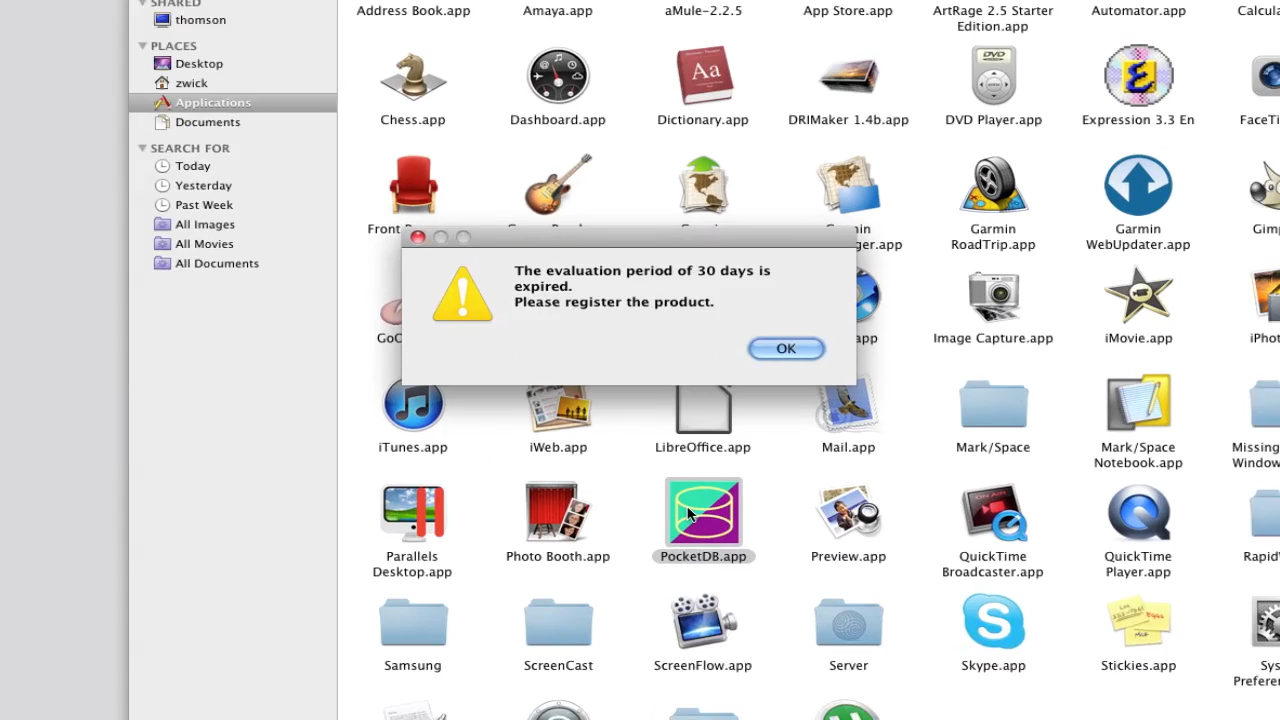 SHARED
thomson
PLACES
Desktop
zwick
Applications
Documents
SEARCH FOR
Today
Yesterday
Past Week
All Images
All Movies
All Documents
Address Book.app
Amaya.app
aMule-2.2.5
App Store.app
ArtRage 2.5 Starter
Edition.app
Automator.app
Chess.app
Dashboard.app
Dictionary.app
DRIMaker 1.4b.app
DVD Player.app
Expression 3.3 En
Front
Garmin
RoadTrip.app
Garmin
WebUpdater.app
The evaluation period of 30 days is
expired.
Please register the product.
OK
Image Capture.app
iMovie.app
iTunes.app
iWeb.app
LibreOffice.app
Mail.app
Mark/Space
Mark/Space
Notebook.app
Missing
Window
Parallels
Desktop.app
Photo Booth.app
PocketDB.app
Preview.app
QuickTime
Broadcaster.app
QuickTime
Player.app
Samsung
ScreenCast
ScreenFlow.app
Server
Skype.app
Stickies.app